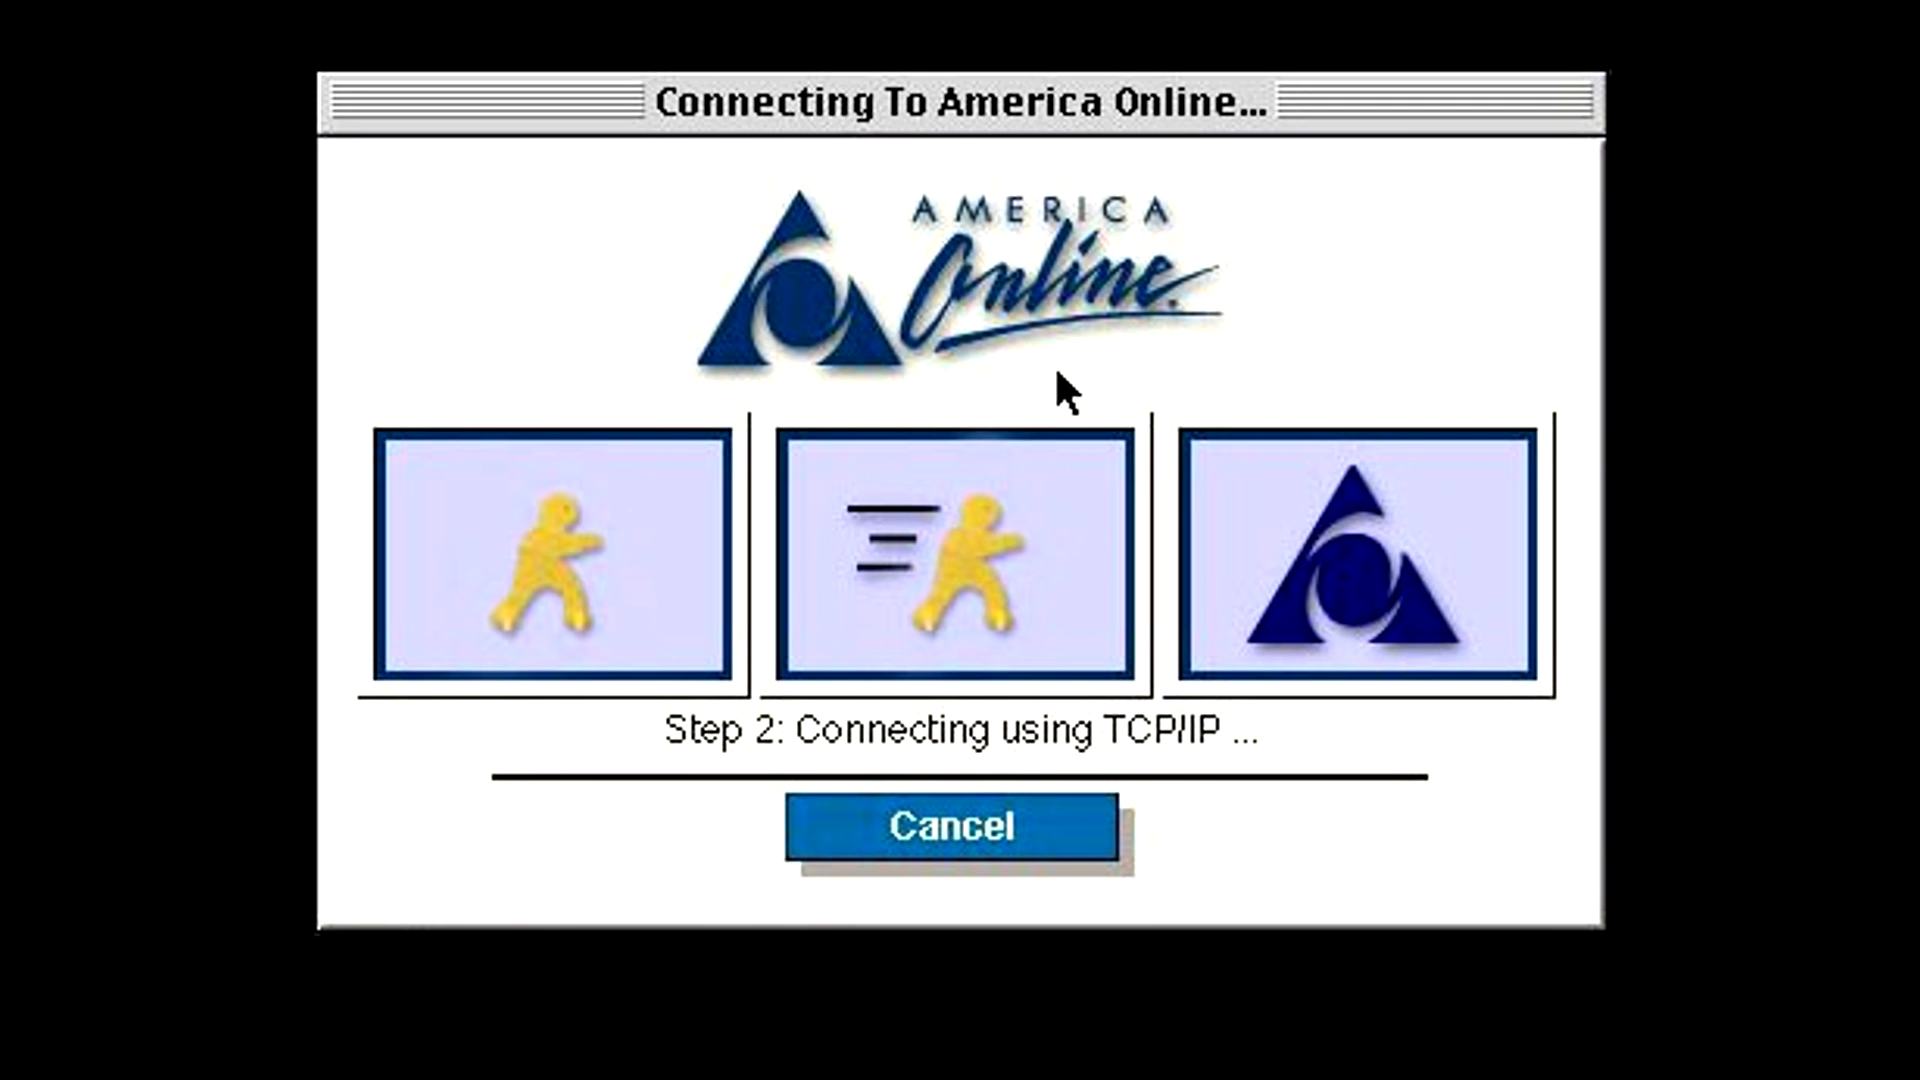 Connecting To America Online...
AMERICA
Online.
Step 2: Connecting using TCP/IP ...
Cancel